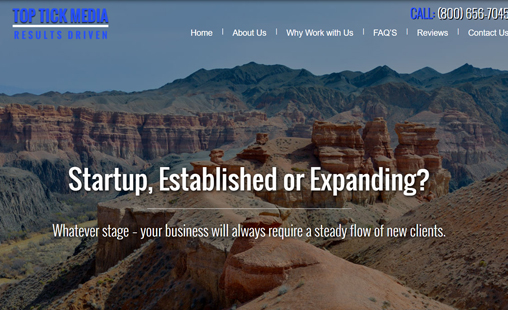 TOP TICK MEDIA
RESULTS DRIVEN
CALL: (800) 656-7045
Home | About Us | Why Work with Us | FAQ'S | Reviews | Contact Us
Startup, Established or Expanding?
Whatever stage - your business will always require a steady flow of new clients.